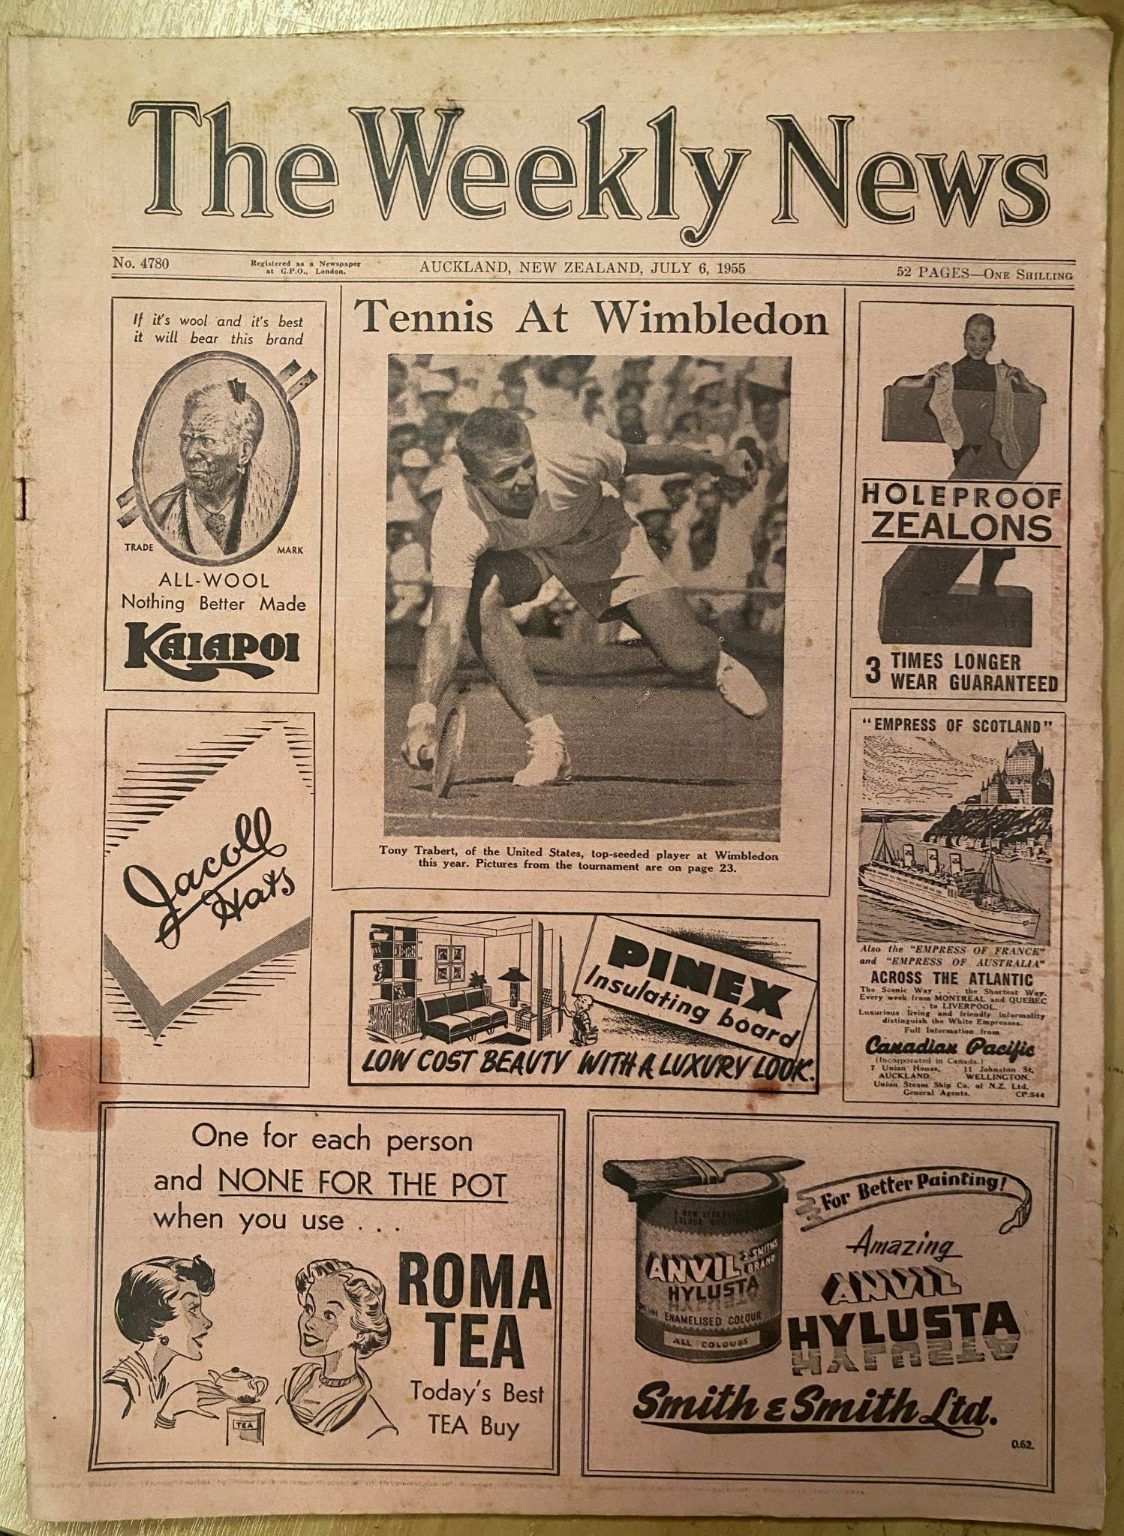 The Weekly News
No. 4780
Registered as a Newspaper
at G.P.O., London.
AUCKLAND, NEW ZEALAND, JULY 6, 1955
52 PAGES—ONE SHILLING
If it's wool and it's best
it will bear this brand
TRADE MARK
ALL-WOOL
Nothing Better Made
KAIAPOI
Tennis At Wimbledon
Tony Trabert, of the United States, top-seeded player at Wimbledon
this year. Pictures from the tournament are on page 23.
HOLEPROOF
ZEALONS
3 TIMES LONGER
WEAR GUARANTEED
Jacoll
Hats
PINEX
Insulating board
LOW COST BEAUTY WITH A LUXURY LOOK.
"EMPRESS OF SCOTLAND"
Also the "EMPRESS OF FRANCE"
and "EMPRESS OF AUSTRALIA"
ACROSS THE ATLANTIC
The Scenic Way . . . the Shortest Way.
Every week from MONTREAL and QUEBEC
to LIVERPOOL.
Luxurious living and friendly informality
distinguish the White Empresses.
Full Information from
Canadian Pacific
(Incorporated in Canada.)
7 Union House, 11 Johnston St.,
AUCKLAND. WELLINGTON.
Union Steam Ship Co. of N.Z. Ltd.
General Agents. CP.544
One for each person
and NONE FOR THE POT
when you use . . .
ROMA
TEA
Today's Best
TEA Buy
TEA
ANVIL
& SMITHS
BRAND
HYLUSTA
ENAMELISED COLOUR
ALL COLOURS
For Better Painting!
Amazing
ANVIL
HYLUSTA
Smith & Smith Ltd.
0.62.